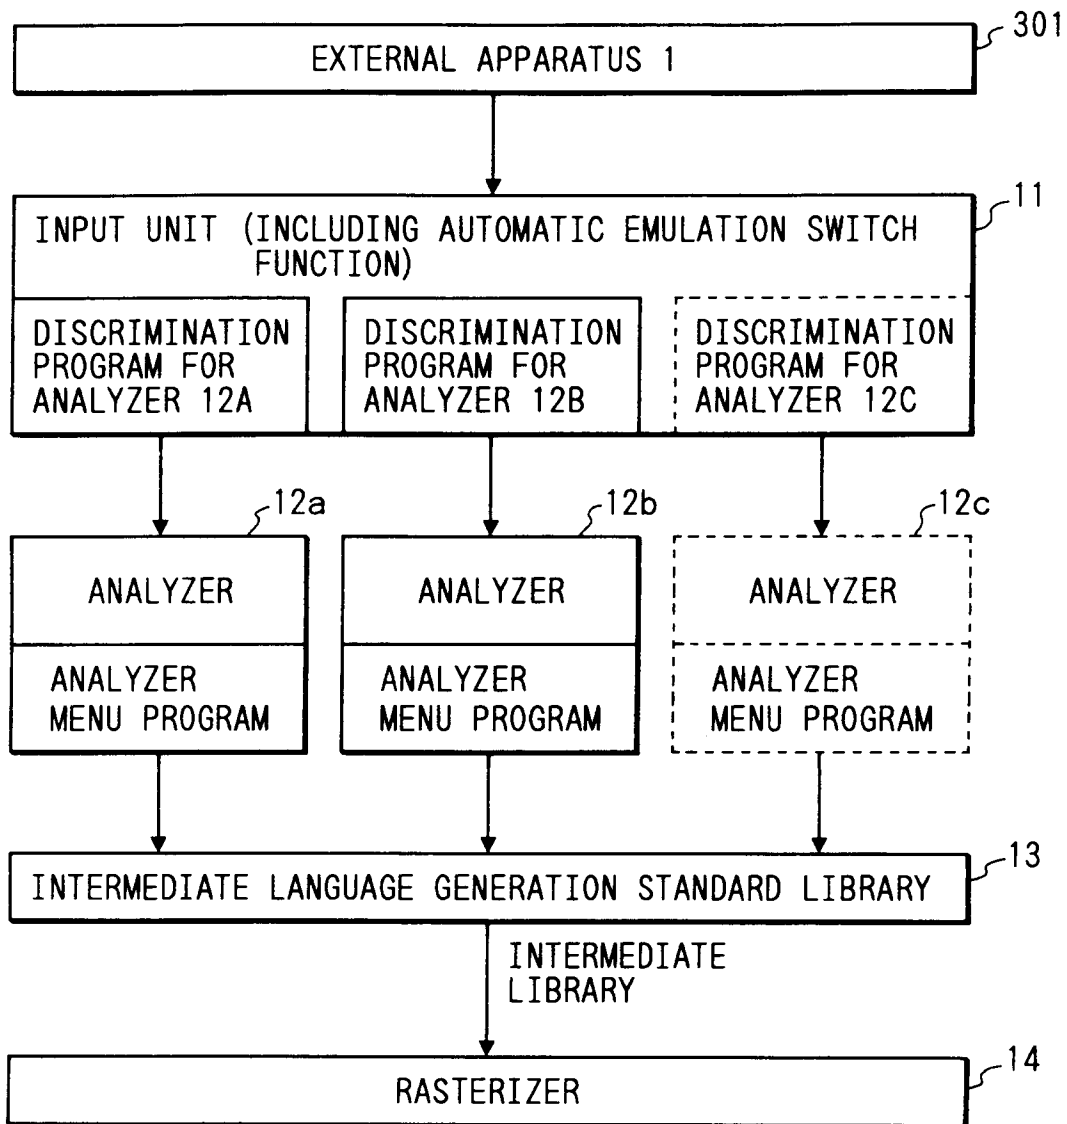 301
EXTERNAL APPARATUS 1
11
INPUT UNIT (INCLUDING AUTOMATIC EMULATION SWITCH
FUNCTION)
DISCRIMINATION
PROGRAM FOR
ANALYZER 12A
DISCRIMINATION
PROGRAM FOR
ANALYZER 12B
DISCRIMINATION
PROGRAM FOR
ANALYZER 12C
12a
12b
12c
ANALYZER
ANALYZER
MENU PROGRAM
ANALYZER
ANALYZER
MENU PROGRAM
ANALYZER
ANALYZER
MENU PROGRAM
13
INTERMEDIATE LANGUAGE GENERATION STANDARD LIBRARY
INTERMEDIATE
LIBRARY
14
RASTERIZER